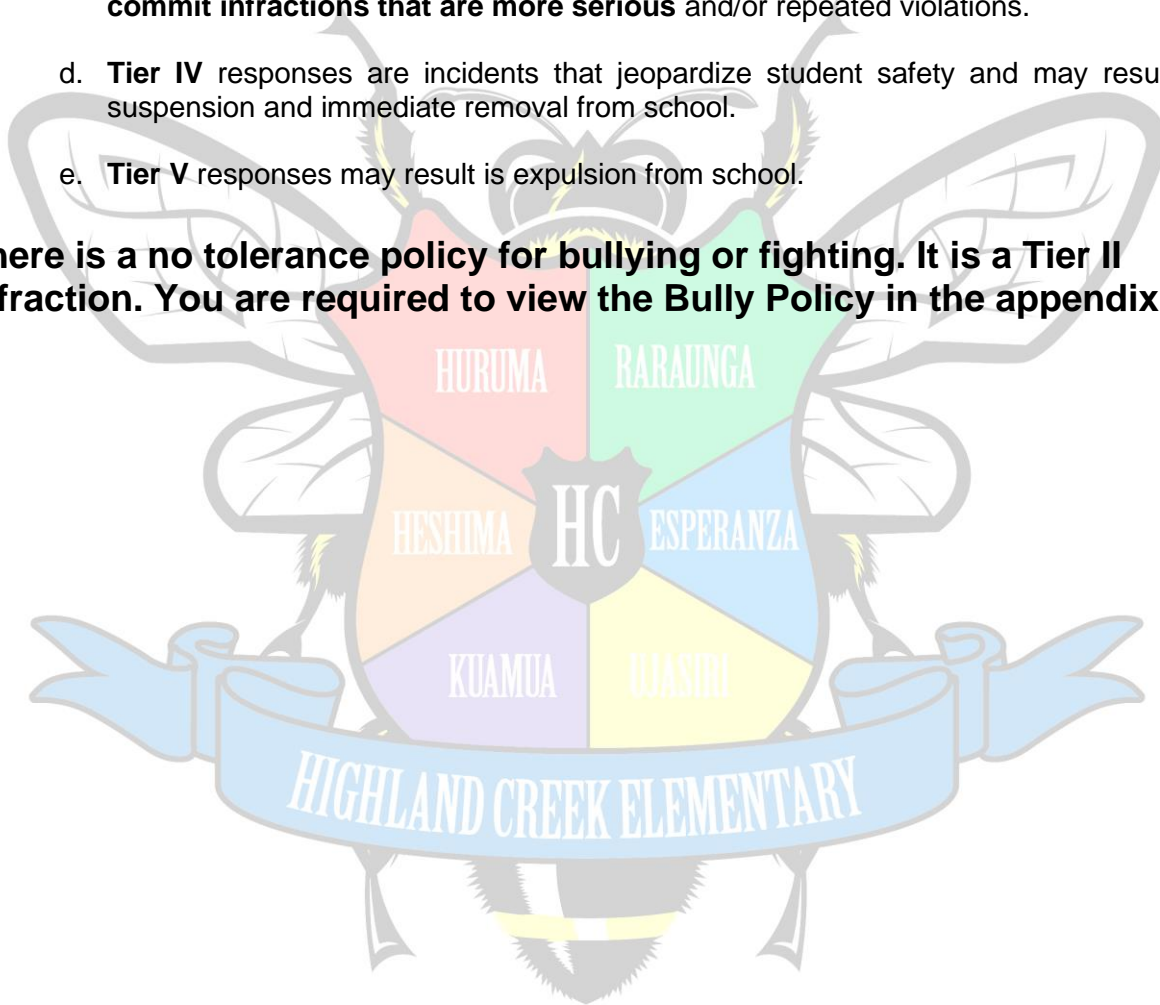 commit infractions that are more serious and/or repeated violations.
d. Tier IV responses are incidents that jeopardize student safety and may resu
suspension and immediate removal from school.
e. Tier V responses may result is expulsion from school.
here is a no tolerance policy for bullying or fighting. It is a Tier II
fraction. You are required to view the Bully Policy in the appendix
HURUMA RARAUNGA
HESHIMA HC ESPERANZA
KUAMUA UJASIRI
HIGHLAND CREEK ELEMENTARY